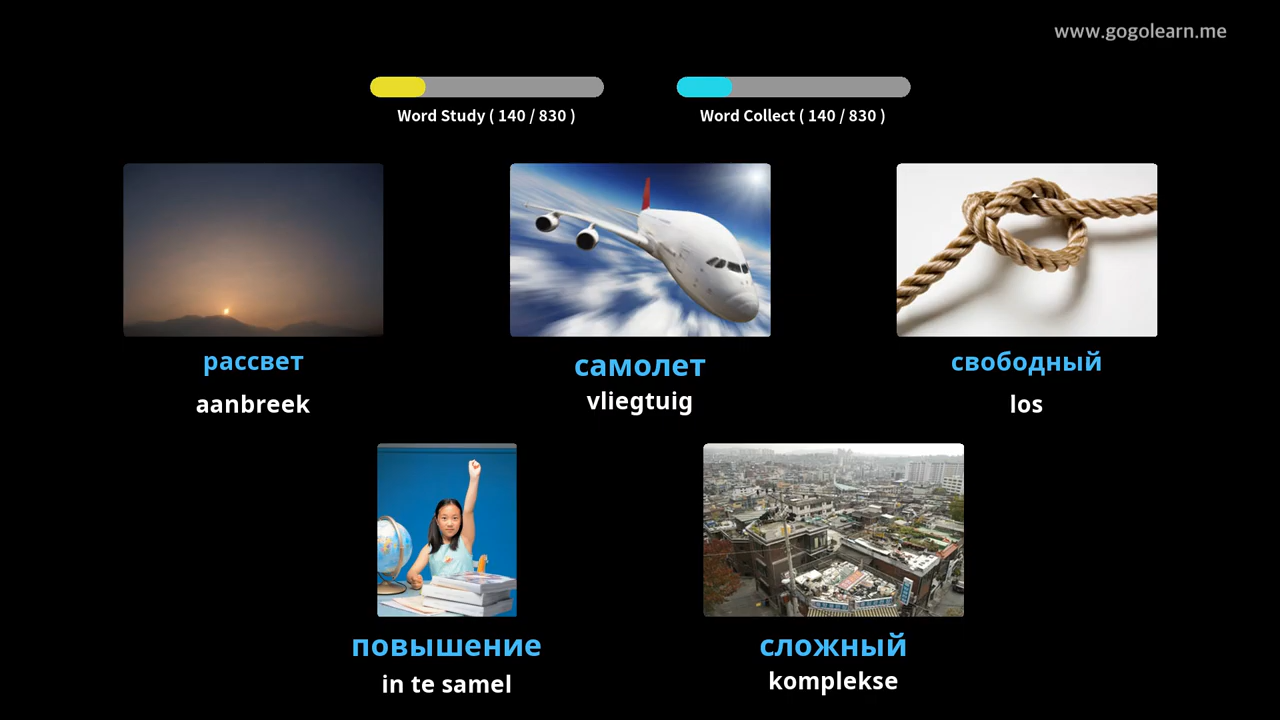 www.gogolearn.me
Word Study ( 140 / 830 )
Word Collect ( 140 / 830 )
рассвет
aanbreek
самолет
vliegtuig
свободный
los
повышение
in te samel
сложный
komplekse